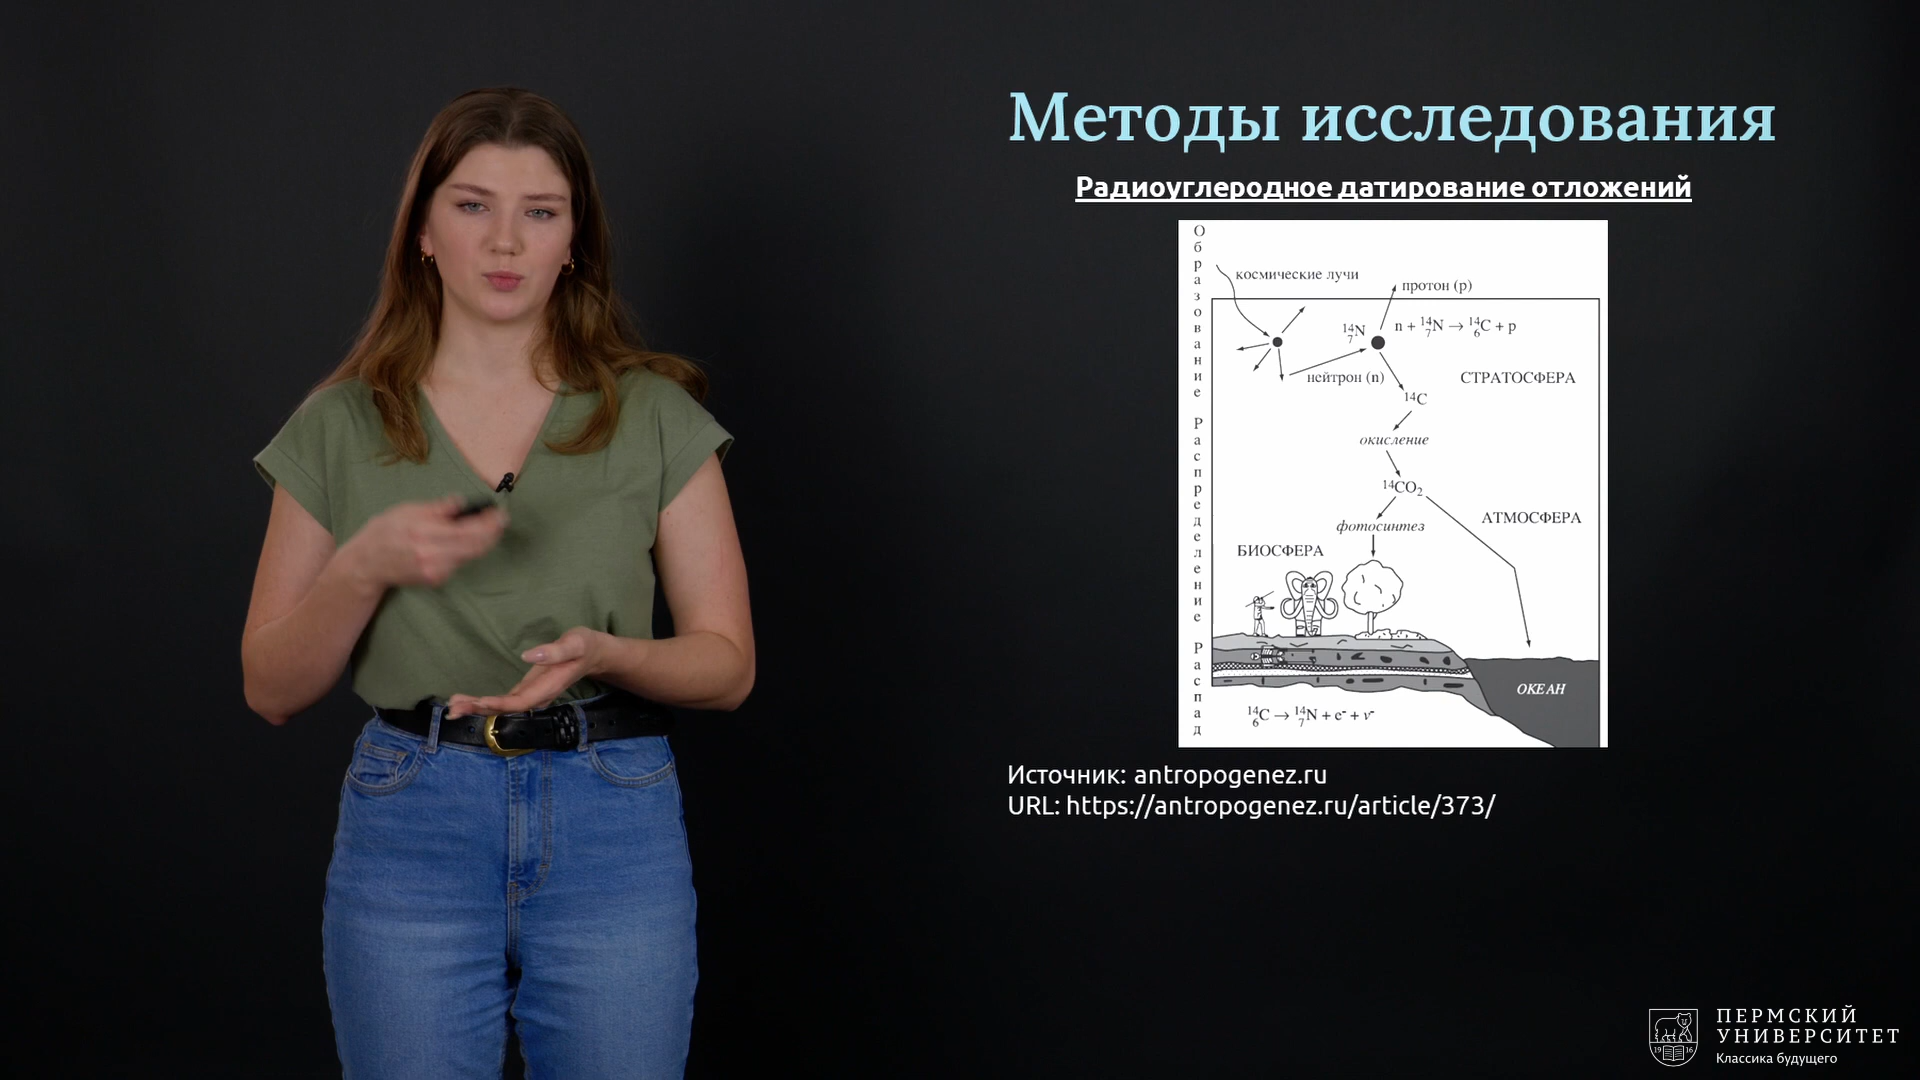 Методы исследования
Радиоуглеродное датирование отложений
Образование Распределение Распад
космические лучи
протон (p)
¹⁴₇N
n + ¹⁴₇N → ¹⁴₆C + p
нейтрон (n)
СТРАТОСФЕРА
¹⁴C
окисление
¹⁴CO₂
АТМОСФЕРА
фотосинтез
БИОСФЕРА
ОКЕАН
¹⁴₆C → ¹⁴₇N + e⁻ + ν⁻
Источник: antropogenez.ru
URL: https://antropogenez.ru/article/373/
ПЕРМСКИЙ
УНИВЕРСИТЕТ
Классика будущего
19 16